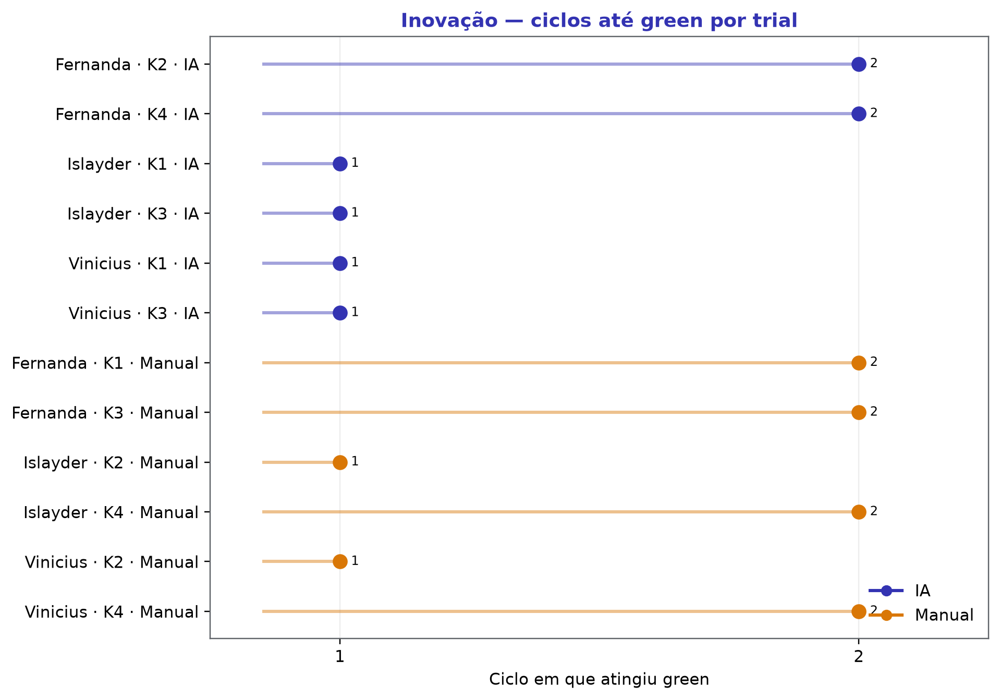 Inovação — ciclos até green por trial
Fernanda · K2 · IA
2
Fernanda · K4 · IA
2
Islayder · K1 · IA
1
Islayder · K3 · IA
1
Vinicius · K1 · IA
1
Vinicius · K3 · IA
1
Fernanda · K1 · Manual
2
Fernanda · K3 · Manual
2
Islayder · K2 · Manual
1
Islayder · K4 · Manual
2
Vinicius · K2 · Manual
1
Vinicius · K4 · Manual
2
IA
Manual
1
2
Ciclo em que atingiu green